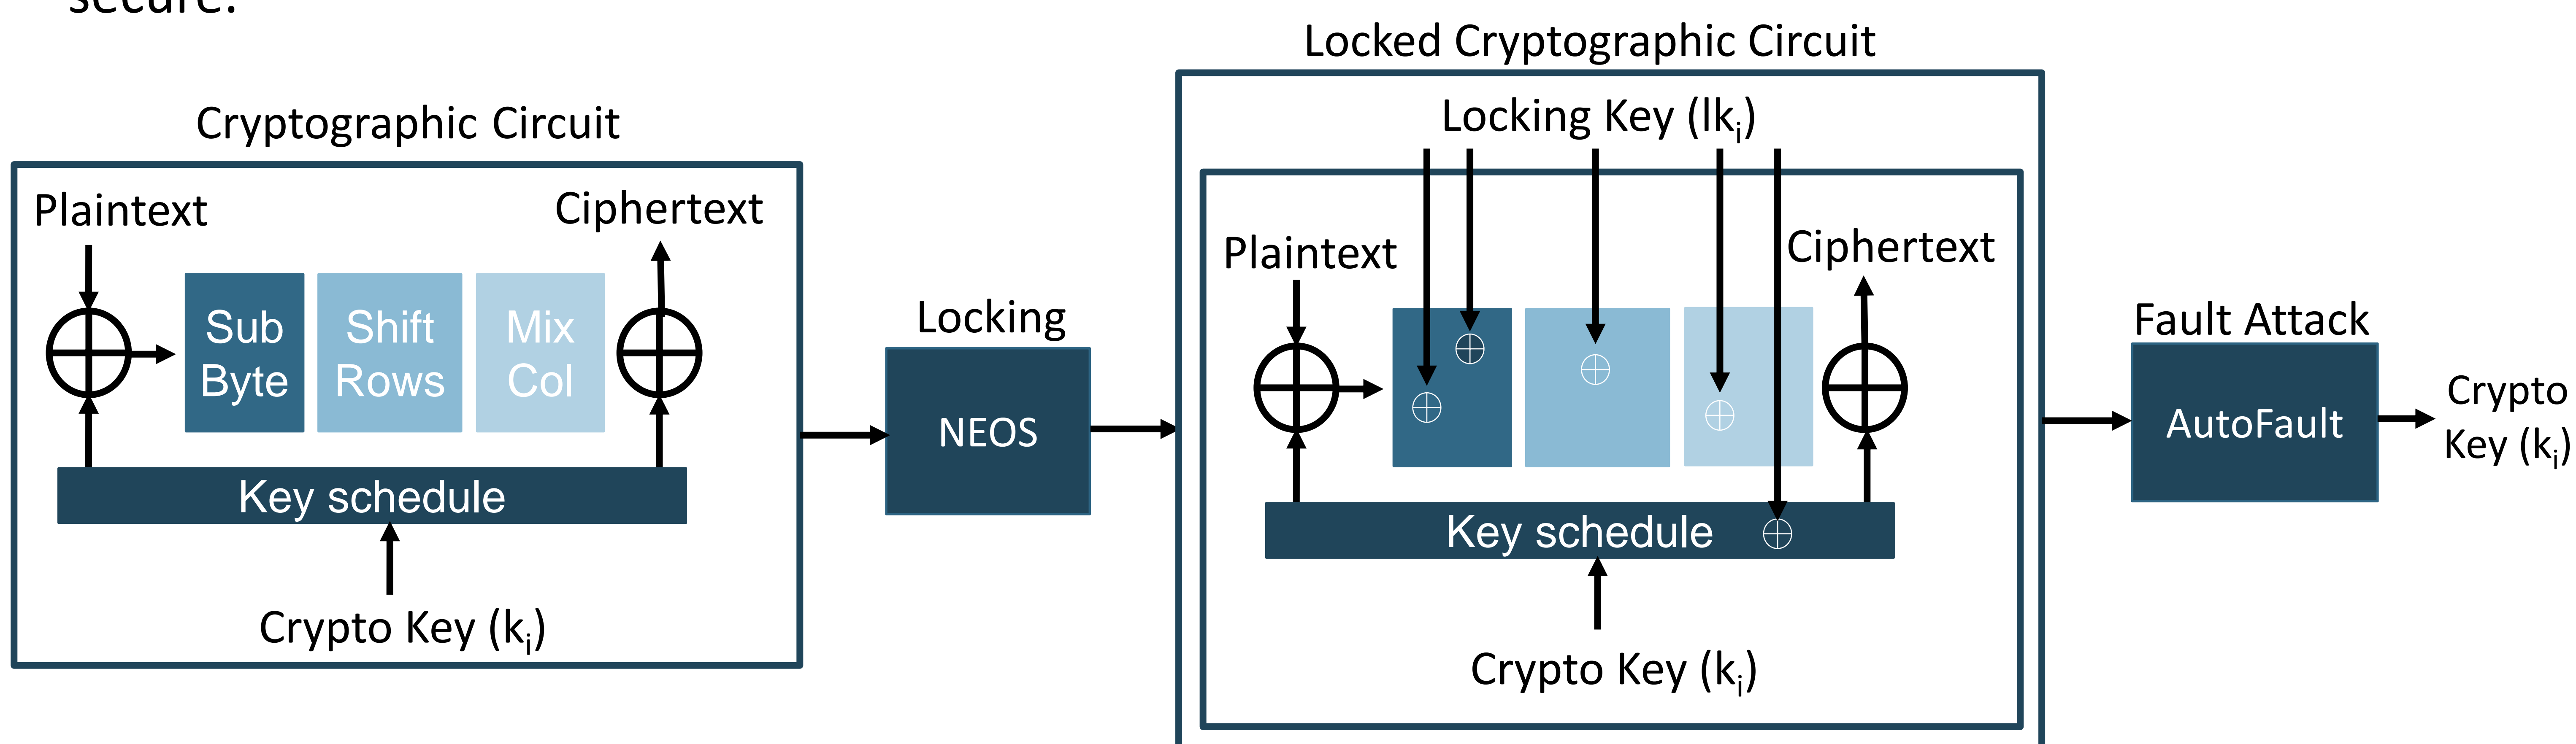 secure.
Cryptographic Circuit
Plaintext
Ciphertext
Sub
Byte
Shift
Rows
Mix
Col
Key schedule
Crypto Key (ki)
Locking
NEOS
Locked Cryptographic Circuit
Locking Key (lki)
Plaintext
Ciphertext
Key schedule
Crypto Key (ki)
Fault Attack
AutoFault
Crypto
Key (ki)